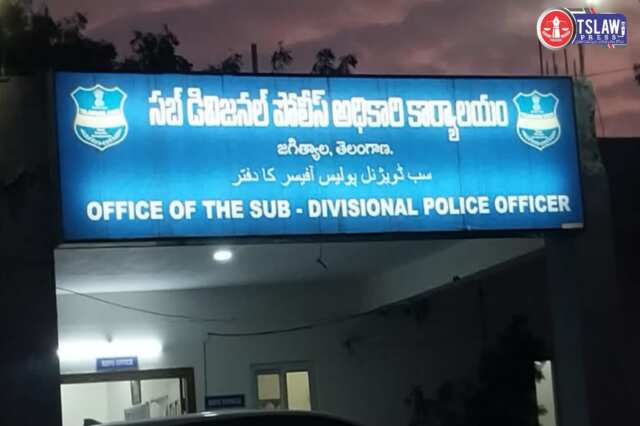 TSLAW
PRESS
సబ్ డివిజనల్ పోలీస్ అధికారి కార్యాలయం
జగిత్యాల, తెలంగాణ.
سب ڈویژنل پولیس آفیسر کا دفتر
OFFICE OF THE SUB - DIVISIONAL POLICE OFFICER